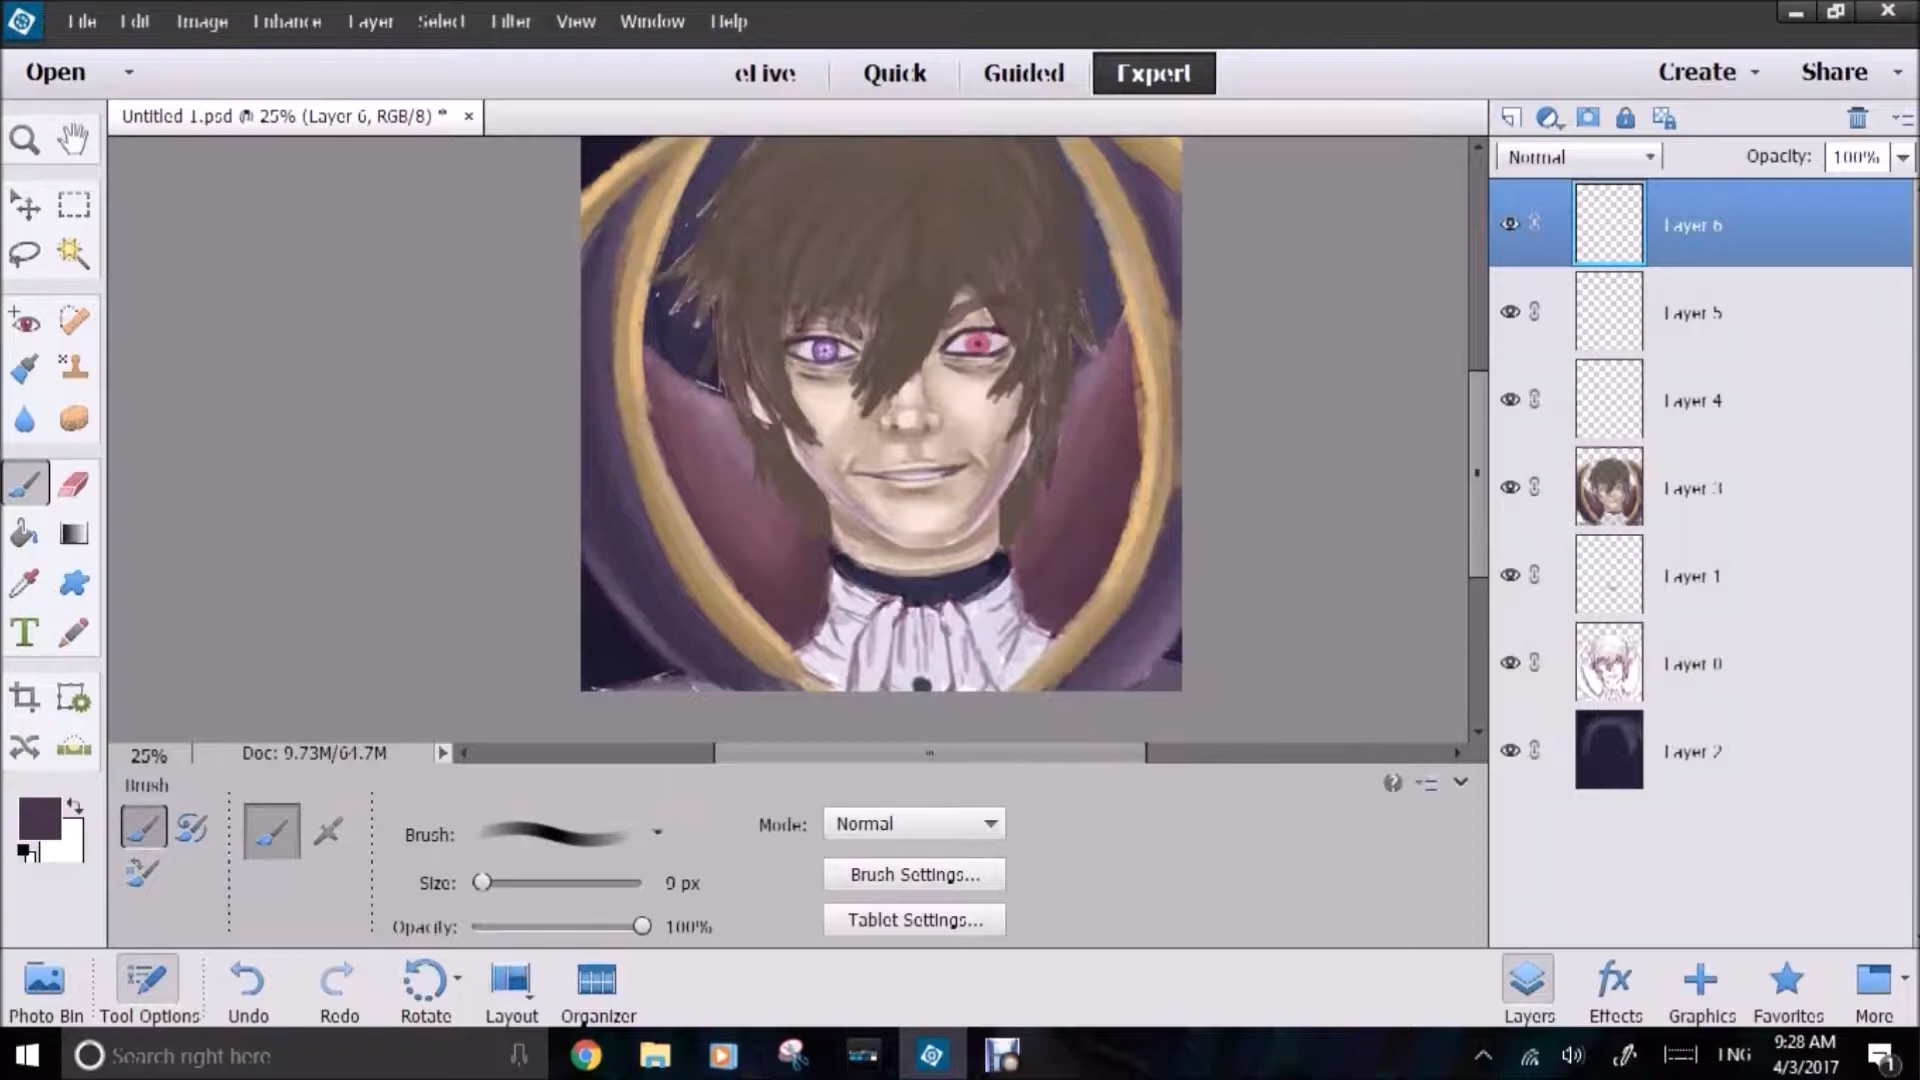 File Edit Image Enhance Layer Select Filter View Window Help
Open eLive Quick Guided Expert Create Share
Untitled 1.psd @ 25% (Layer 6, RGB/8) * ×
Normal Opacity: 100%
Layer 6
Layer 5
Layer 4
Layer 3
Layer 1
Layer 0
Layer 2
25% Doc: 9.73M/64.7M
Brush
Brush: Mode: Normal
Size: 9 px Brush Settings...
Opacity: 100% Tablet Settings...
Photo Bin Tool Options Undo Redo Rotate Layout Organizer Layers Effects Graphics Favorites More
Search right here ENG 9:28 AM
4/3/2017 1